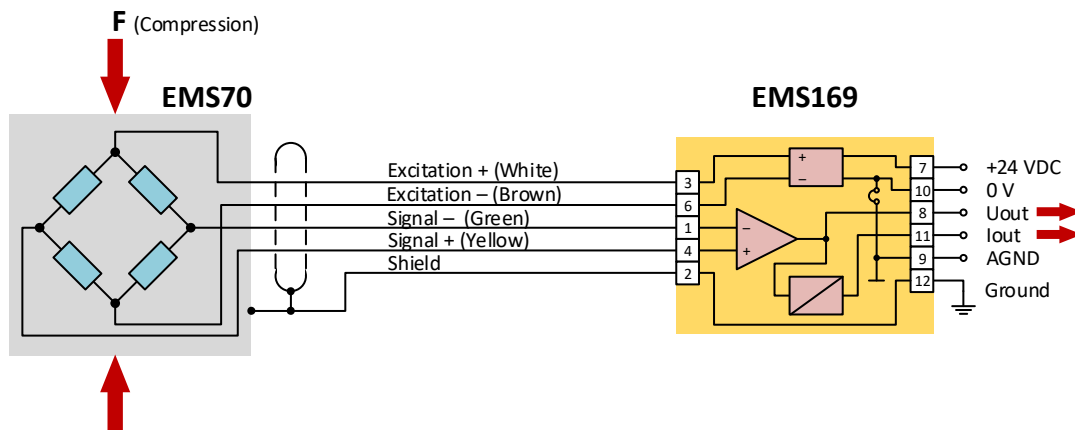 F (Compression)
EMS70
EMS169
Excitation + (White)
Excitation – (Brown)
Signal – (Green)
Signal + (Yellow)
Shield
3
6
1
4
2
+
–
–
+
7
10
8
11
9
12
+24 VDC
0 V
Uout
Iout
AGND
Ground